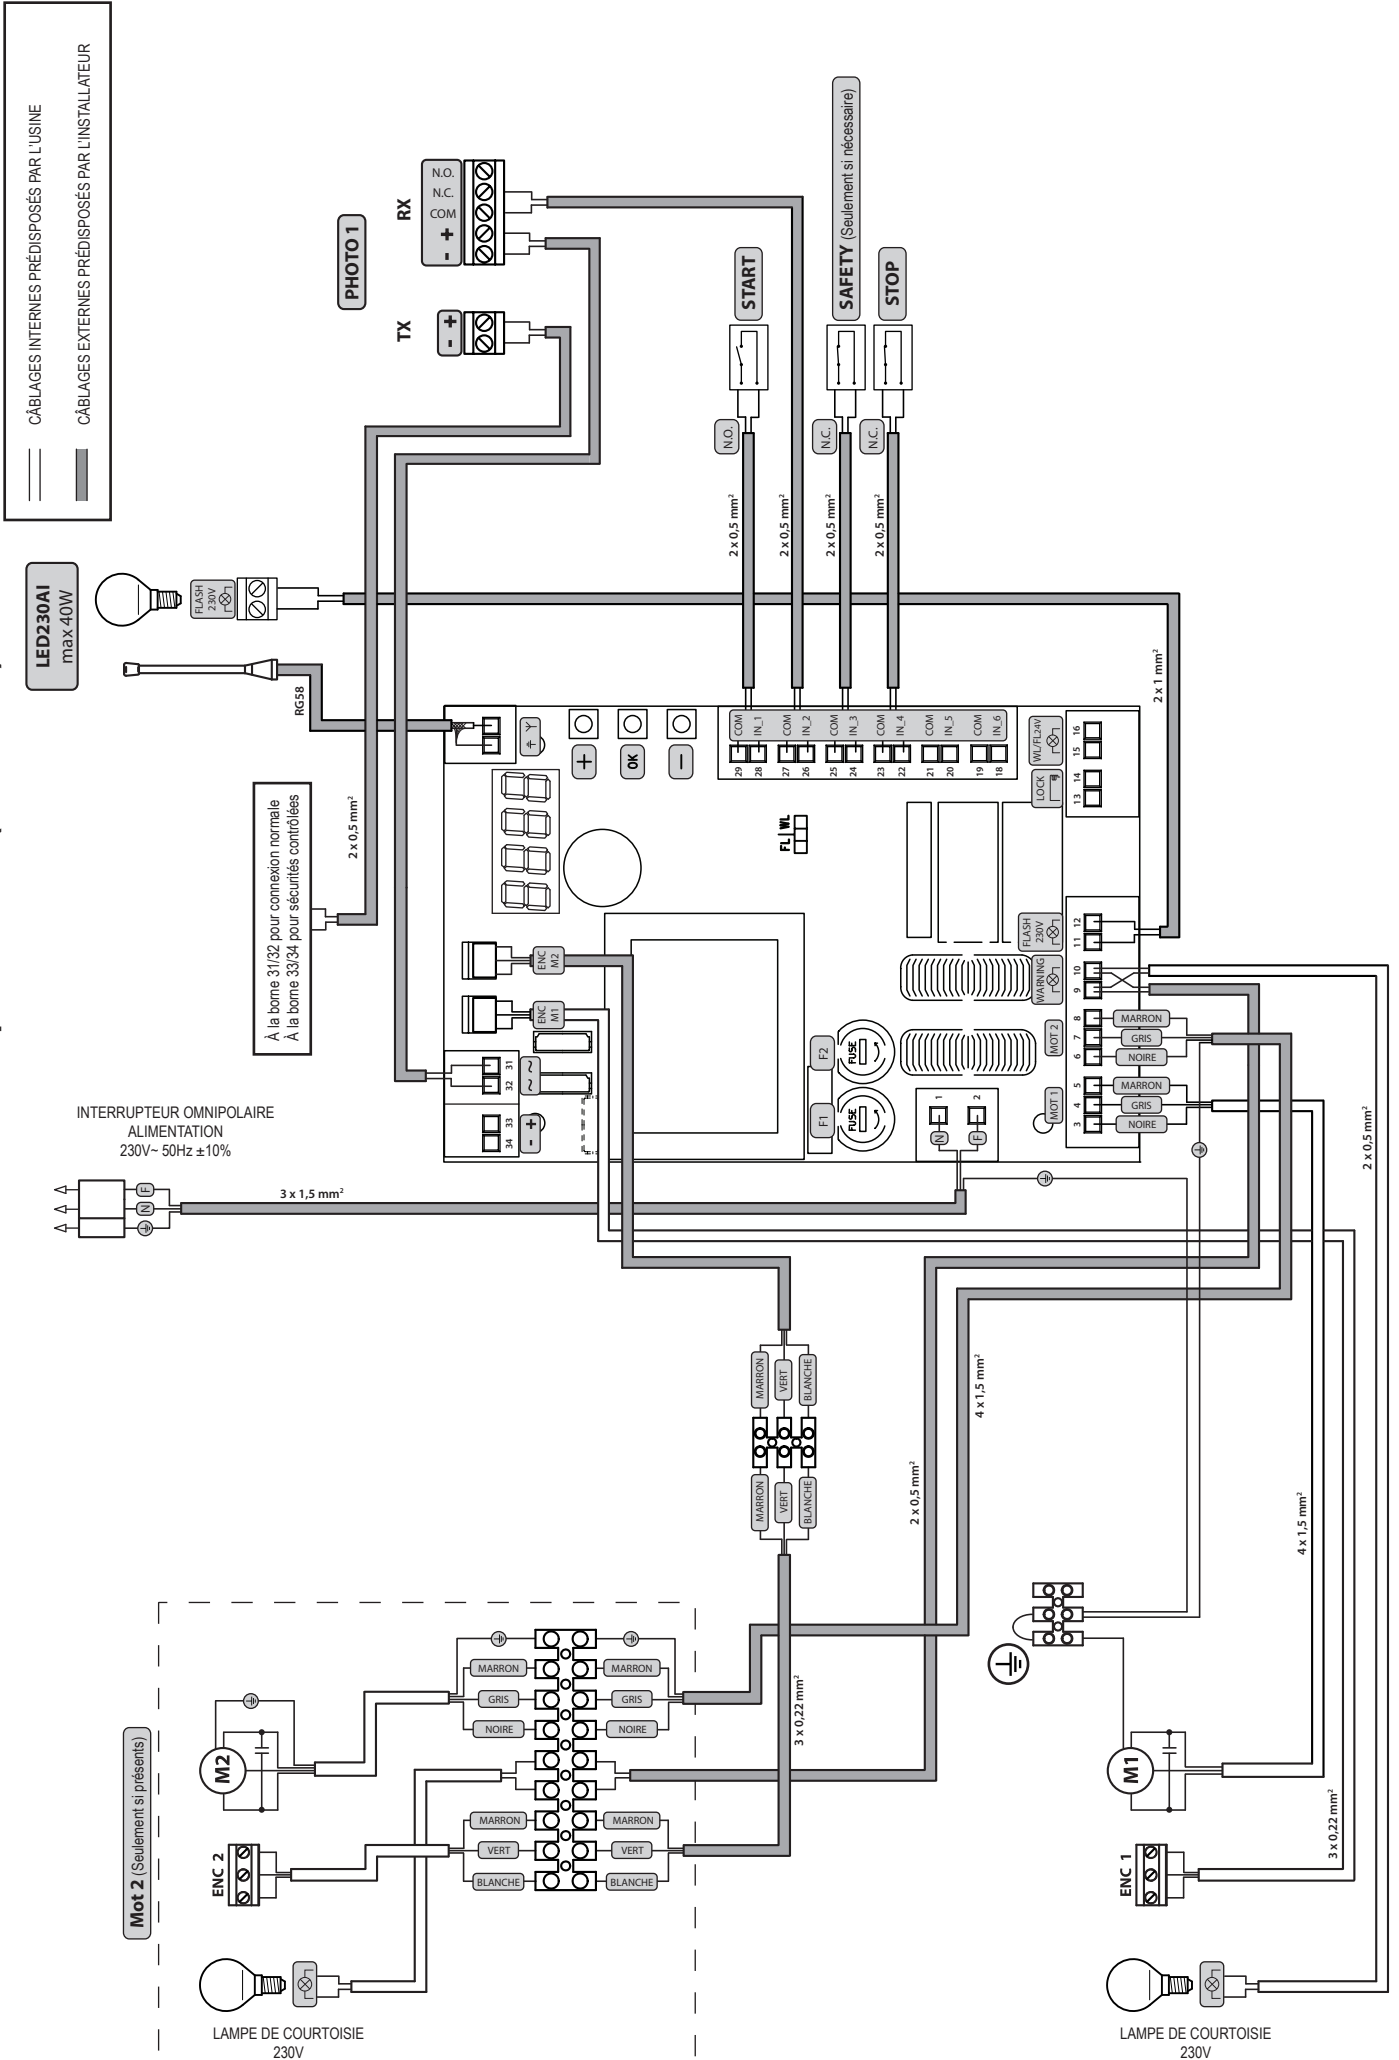 CÂBLAGES INTERNES PRÉDISPOSÉS PAR L'USINE
CÂBLAGES EXTERNES PRÉDISPOSÉS PAR L'INSTALLATEUR
LED230AI
max 40W
FLASH
230V
RG58
PHOTO 1
TX
- +
RX
- + COM N.C. N.O.
START
SAFETY (Seulement si nécessaire)
STOP
N.O.
N.C.
N.C.
2 x 0,5 mm²
2 x 0,5 mm²
2 x 0,5 mm²
2 x 0,5 mm²
2 x 1 mm²
À la borne 31/32 pour connexion normale
À la borne 33/34 pour sécurités contrôlées
2 x 0,5 mm²
INTERRUPTEUR OMNIPOLAIRE
ALIMENTATION
230V~ 50Hz ±10%
F
N
3 x 1,5 mm²
+
OK
-
COM
IN_1
COM
IN_2
COM
IN_3
COM
IN_4
COM
IN_5
COM
IN_6
29
28
27
26
25
24
23
22
21
20
19
18
FL WL
ENC
M2
ENC
M1
34 33 32 31
- +
~ ~
F1
F2
FUSE
FUSE
1
2
N
F
MOT 1
MOT 2
WARNING
FLASH
230V
LOCK
WL/FL24V
3 4 5 6 7 8 9 10 11 12
13 14 15 16
NOIRE
GRIS
MARRON
NOIRE
GRIS
MARRON
2 x 0,5 mm²
MARRON
VERT
BLANCHE
MARRON
VERT
BLANCHE
4 x 1,5 mm²
2 x 0,5 mm²
4 x 1,5 mm²
3 x 0,22 mm²
3 x 0,22 mm²
Mot 2 (Seulement si présents)
M2
ENC 2
MARRON
GRIS
NOIRE
MARRON
VERT
BLANCHE
MARRON
GRIS
NOIRE
MARRON
VERT
BLANCHE
LAMPE DE COURTOISIE
230V
M1
ENC 1
LAMPE DE COURTOISIE
230V